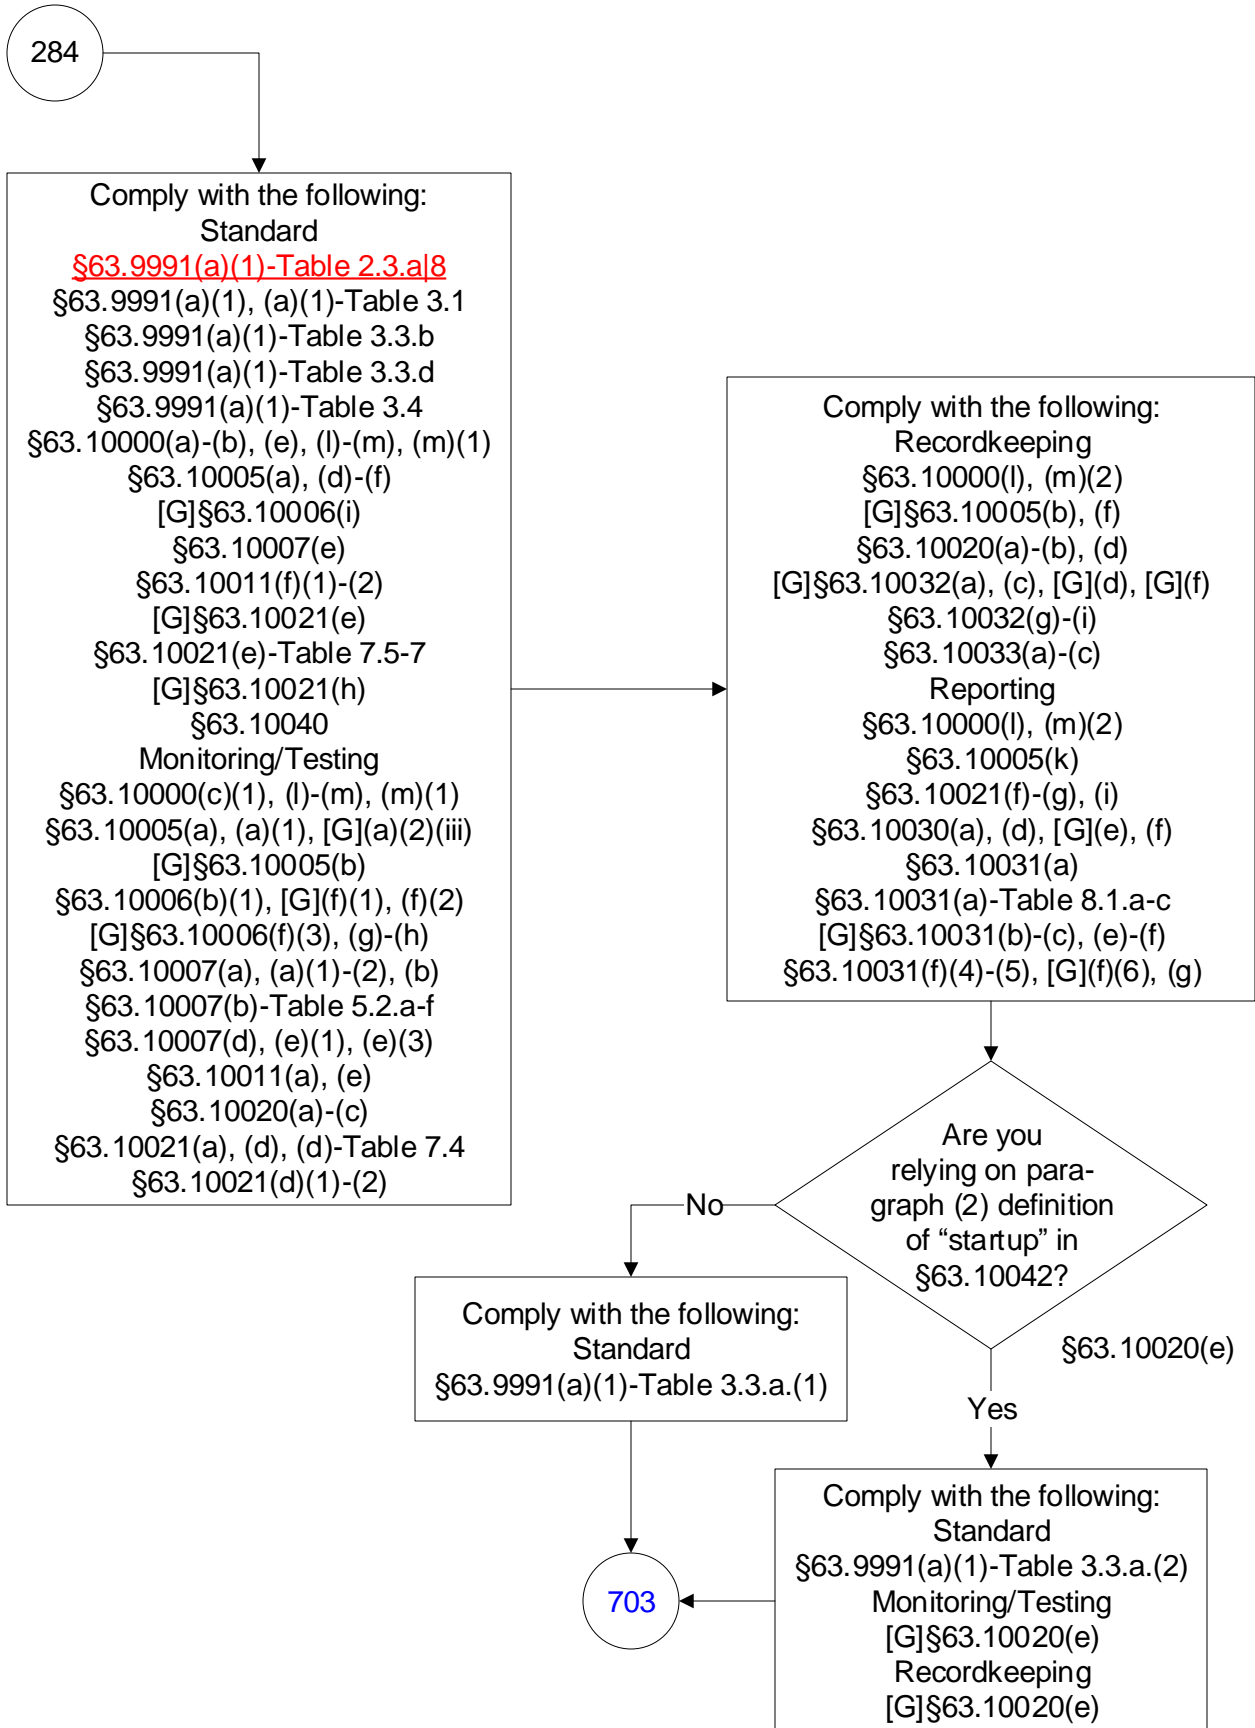 284
Comply with the following:
Standard
§63.9991(a)(1)-Table 2.3.a|8
§63.9991(a)(1), (a)(1)-Table 3.1
§63.9991(a)(1)-Table 3.3.b
§63.9991(a)(1)-Table 3.3.d
§63.9991(a)(1)-Table 3.4
§63.10000(a)-(b), (e), (l)-(m), (m)(1)
§63.10005(a), (d)-(f)
[G]§63.10006(i)
§63.10007(e)
§63.10011(f)(1)-(2)
[G]§63.10021(e)
§63.10021(e)-Table 7.5-7
[G]§63.10021(h)
§63.10040
Monitoring/Testing
§63.10000(c)(1), (l)-(m), (m)(1)
§63.10005(a), (a)(1), [G](a)(2)(iii)
[G]§63.10005(b)
§63.10006(b)(1), [G](f)(1), (f)(2)
[G]§63.10006(f)(3), (g)-(h)
§63.10007(a), (a)(1)-(2), (b)
§63.10007(b)-Table 5.2.a-f
§63.10007(d), (e)(1), (e)(3)
§63.10011(a), (e)
§63.10020(a)-(c)
§63.10021(a), (d), (d)-Table 7.4
§63.10021(d)(1)-(2)
Comply with the following:
Recordkeeping
§63.10000(l), (m)(2)
[G]§63.10005(b), (f)
§63.10020(a)-(b), (d)
[G]§63.10032(a), (c), [G](d), [G](f)
§63.10032(g)-(i)
§63.10033(a)-(c)
Reporting
§63.10000(l), (m)(2)
§63.10005(k)
§63.10021(f)-(g), (i)
§63.10030(a), (d), [G](e), (f)
§63.10031(a)
§63.10031(a)-Table 8.1.a-c
[G]§63.10031(b)-(c), (e)-(f)
§63.10031(f)(4)-(5), [G](f)(6), (g)
Are you
relying on para-
graph (2) definition
of “startup” in
§63.10042?
§63.10020(e)
No
Comply with the following:
Standard
§63.9991(a)(1)-Table 3.3.a.(1)
Yes
Comply with the following:
Standard
§63.9991(a)(1)-Table 3.3.a.(2)
Monitoring/Testing
[G]§63.10020(e)
Recordkeeping
[G]§63.10020(e)
703